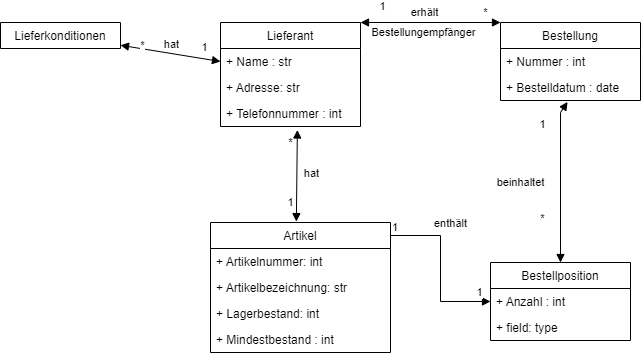 Lieferkonditionen
* hat 1
Lieferant
+ Name : str
+ Adresse: str
+ Telefonnummer : int
1 erhält *
Bestellungempfänger
Bestellung
+ Nummer : int
+ Bestelldatum : date
*
hat
1
1
beinhaltet
*
Artikel
+ Artikelnummer: int
+ Artikelbezeichnung: str
+ Lagerbestand: int
+ Mindestbestand : int
1 enthält
1
Bestellposition
+ Anzahl : int
+ field: type